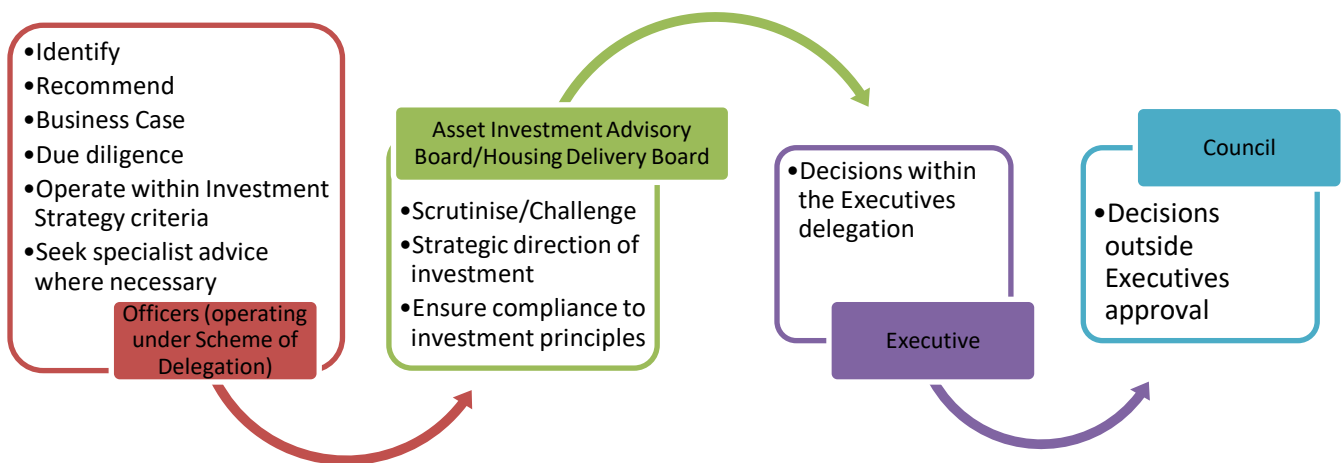 •Identify
•Recommend
•Business Case
•Due diligence
•Operate within Investment
Strategy criteria
•Seek specialist advice
where necessary
Officers (operating
under Scheme of
Delegation)
Asset Investment Advisory
Board/Housing Delivery Board
•Scrutinise/Challenge
•Strategic direction of
investment
•Ensure compliance to
investment principles
•Decisions within
the Executives
delegation
Executive
Council
•Decisions
outside
Executives
approval